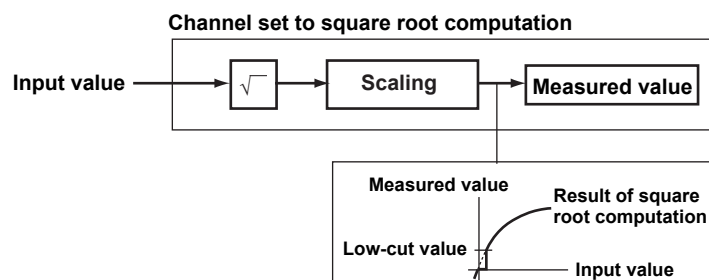 Channel set to square root computation
Input value
√
Scaling
Measured value
Measured value
Result of square
root computation
Low-cut value
Input value